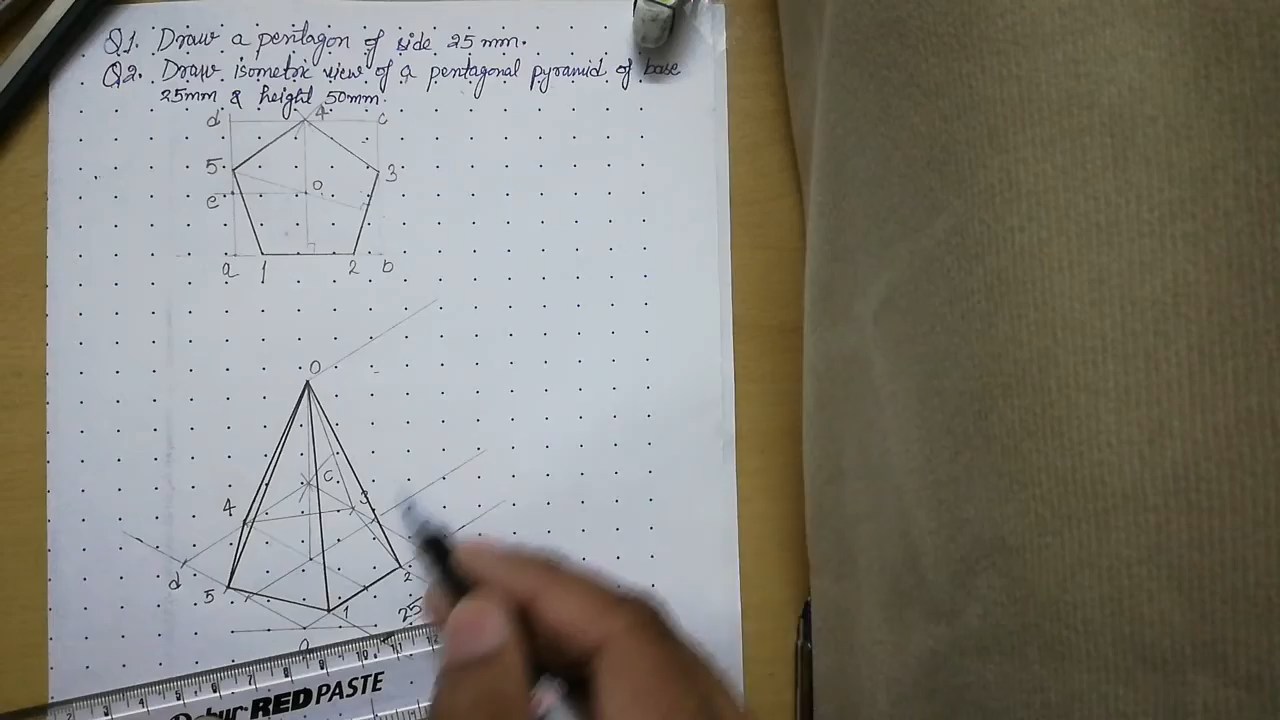 Q1. Draw a pentagon of side 25 mm.
Q2. Draw isometric view of a pentagonal pyramid of base
25mm & height 50mm.
d 4 c
5 3
e o
a 1 2 b
O
c
4 3
d 5 1 2
25
RED PASTE